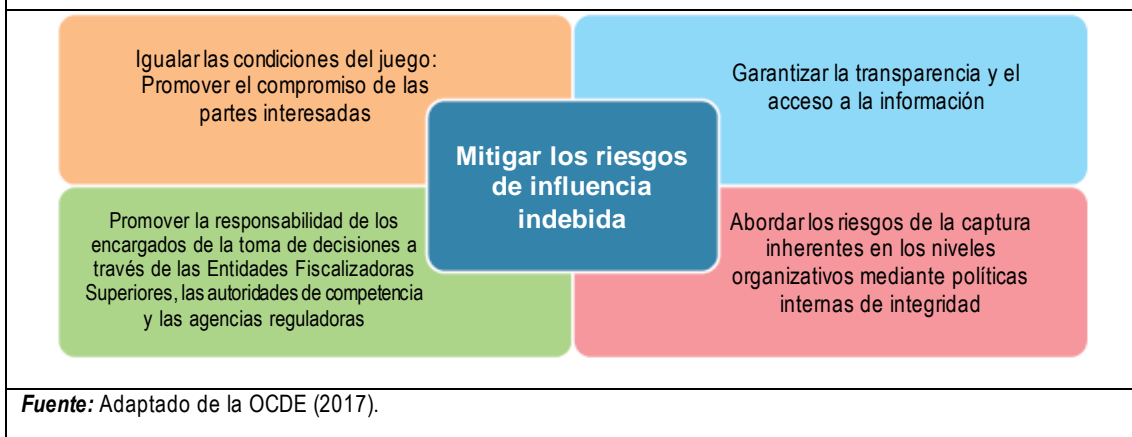 Igualar las condiciones del juego:
Promover el compromiso de las
partes interesadas
Garantizar la transparencia y el
acceso a la información
Mitigar los riesgos
de influencia
indebida
Promover la responsabilidad de los
encargados de la toma de decisiones a
través de las Entidades Fiscalizadoras
Superiores, las autoridades de competencia
y las agencias reguladoras
Abordar los riesgos de la captura
inherentes en los niveles
organizativos mediante políticas
internas de integridad
Fuente: Adaptado de la OCDE (2017).